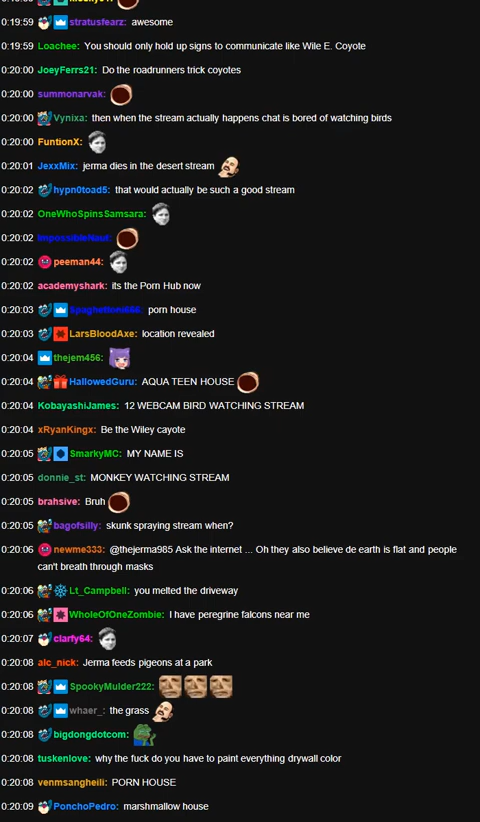 0:19:59 stratusfearz: awesome
0:19:59 Loachee: You should only hold up signs to communicate like Wile E. Coyote
0:20:00 JoeyFerrs21: Do the roadrunners trick coyotes
0:20:00 summonarvak:
0:20:00 Vynixa: then when the stream actually happens chat is bored of watching birds
0:20:00 FuntionX:
0:20:01 JexxMix: jerma dies in the desert stream
0:20:02 hypn0toad5: that would actually be such a good stream
0:20:02 OneWhoSpinsSamsara:
0:20:02 ImpossibleNaut:
0:20:02 peeman44:
0:20:02 academyshark: its the Porn Hub now
0:20:03 porn house
0:20:03 LarsBloodAxe: location revealed
0:20:04 thejem456:
0:20:04 HallowedGuru: AQUA TEEN HOUSE
0:20:04 KobayashiJames: 12 WEBCAM BIRD WATCHING STREAM
0:20:04 xRyanKingx: Be the Wiley cayote
0:20:05 SmarkyMC: MY NAME IS
0:20:05 donnie_st: MONKEY WATCHING STREAM
0:20:05 brahsive: Bruh
0:20:05 bagofsilly: skunk spraying stream when?
0:20:06 newme333: @thejerma985 Ask the internet ... Oh they also believe de earth is flat and people
can't breath through masks
0:20:06 Lt_Campbell: you melted the driveway
0:20:06 WholeOfOneZombie: I have peregrine falcons near me
0:20:07 clarfy64:
0:20:08 alc_nick: Jerma feeds pigeons at a park
0:20:08 SpookyMulder222:
0:20:08 whaer_: the grass
0:20:08 bigdongdotcom:
0:20:08 tuskenlove: why the fuck do you have to paint everything drywall color
0:20:08 venmsangheili: PORN HOUSE
0:20:09 PonchoPedro: marshmallow house